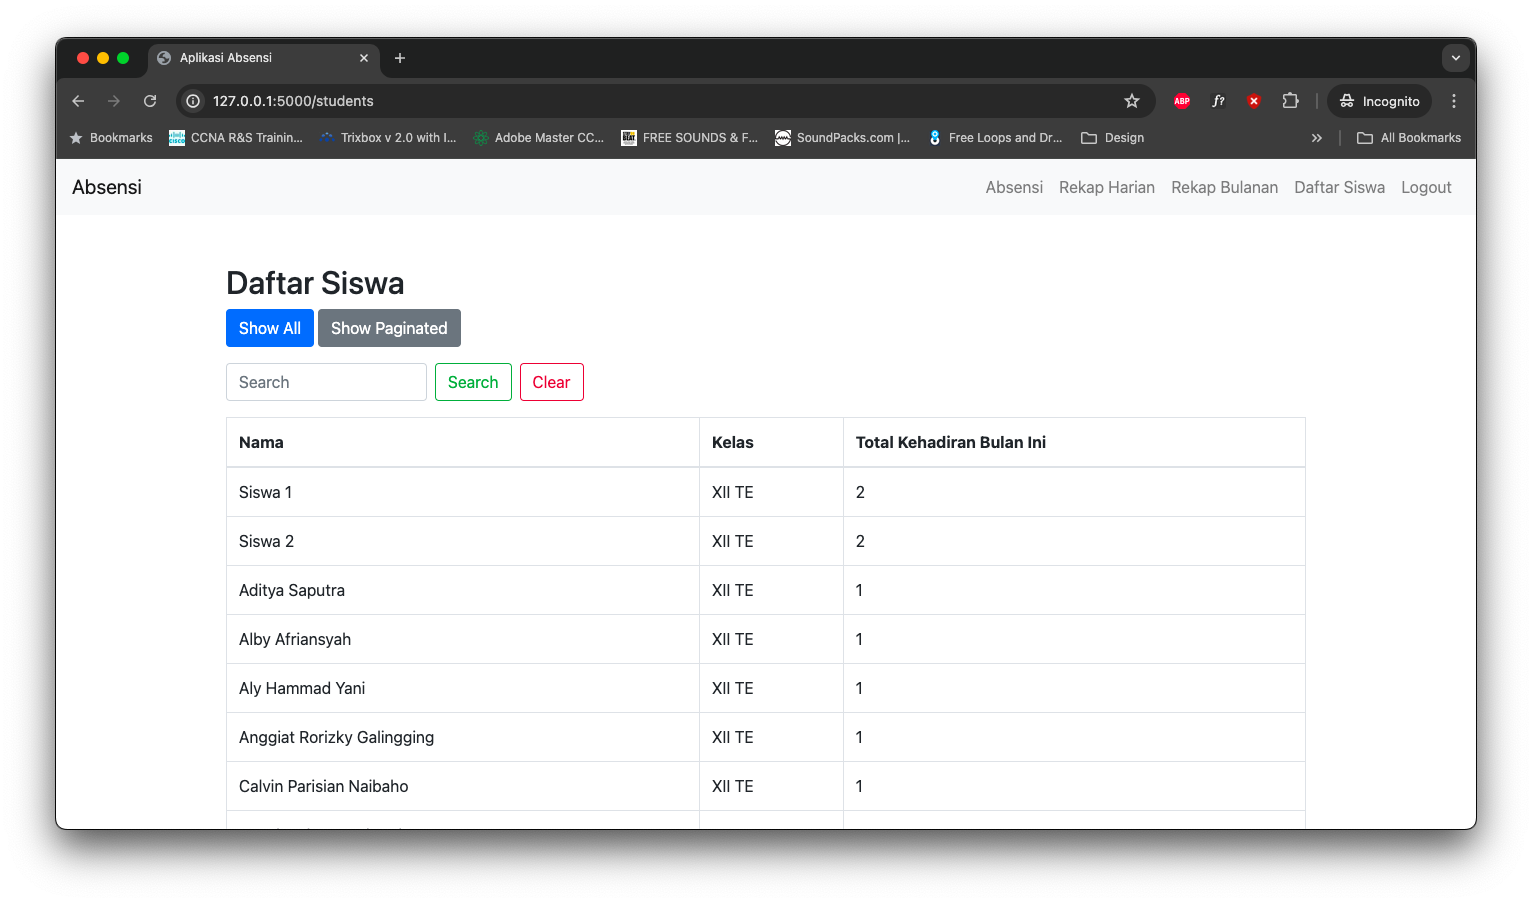 Aplikasi Absensi
127.0.0.1:5000/students
ABP
f?
Incognito
Bookmarks
CCNA R&S Trainin...
Trixbox v 2.0 with I...
Adobe Master CC...
FREE SOUNDS & F...
SoundPacks.com |...
Free Loops and Dr...
Design
All Bookmarks
Absensi
Absensi Rekap Harian Rekap Bulanan Daftar Siswa Logout
Daftar Siswa
Show All Show Paginated
Search Search Clear
Nama Kelas Total Kehadiran Bulan Ini
Siswa 1 XII TE 2
Siswa 2 XII TE 2
Aditya Saputra XII TE 1
Alby Afriansyah XII TE 1
Aly Hammad Yani XII TE 1
Anggiat Rorizky Galingging XII TE 1
Calvin Parisian Naibaho XII TE 1